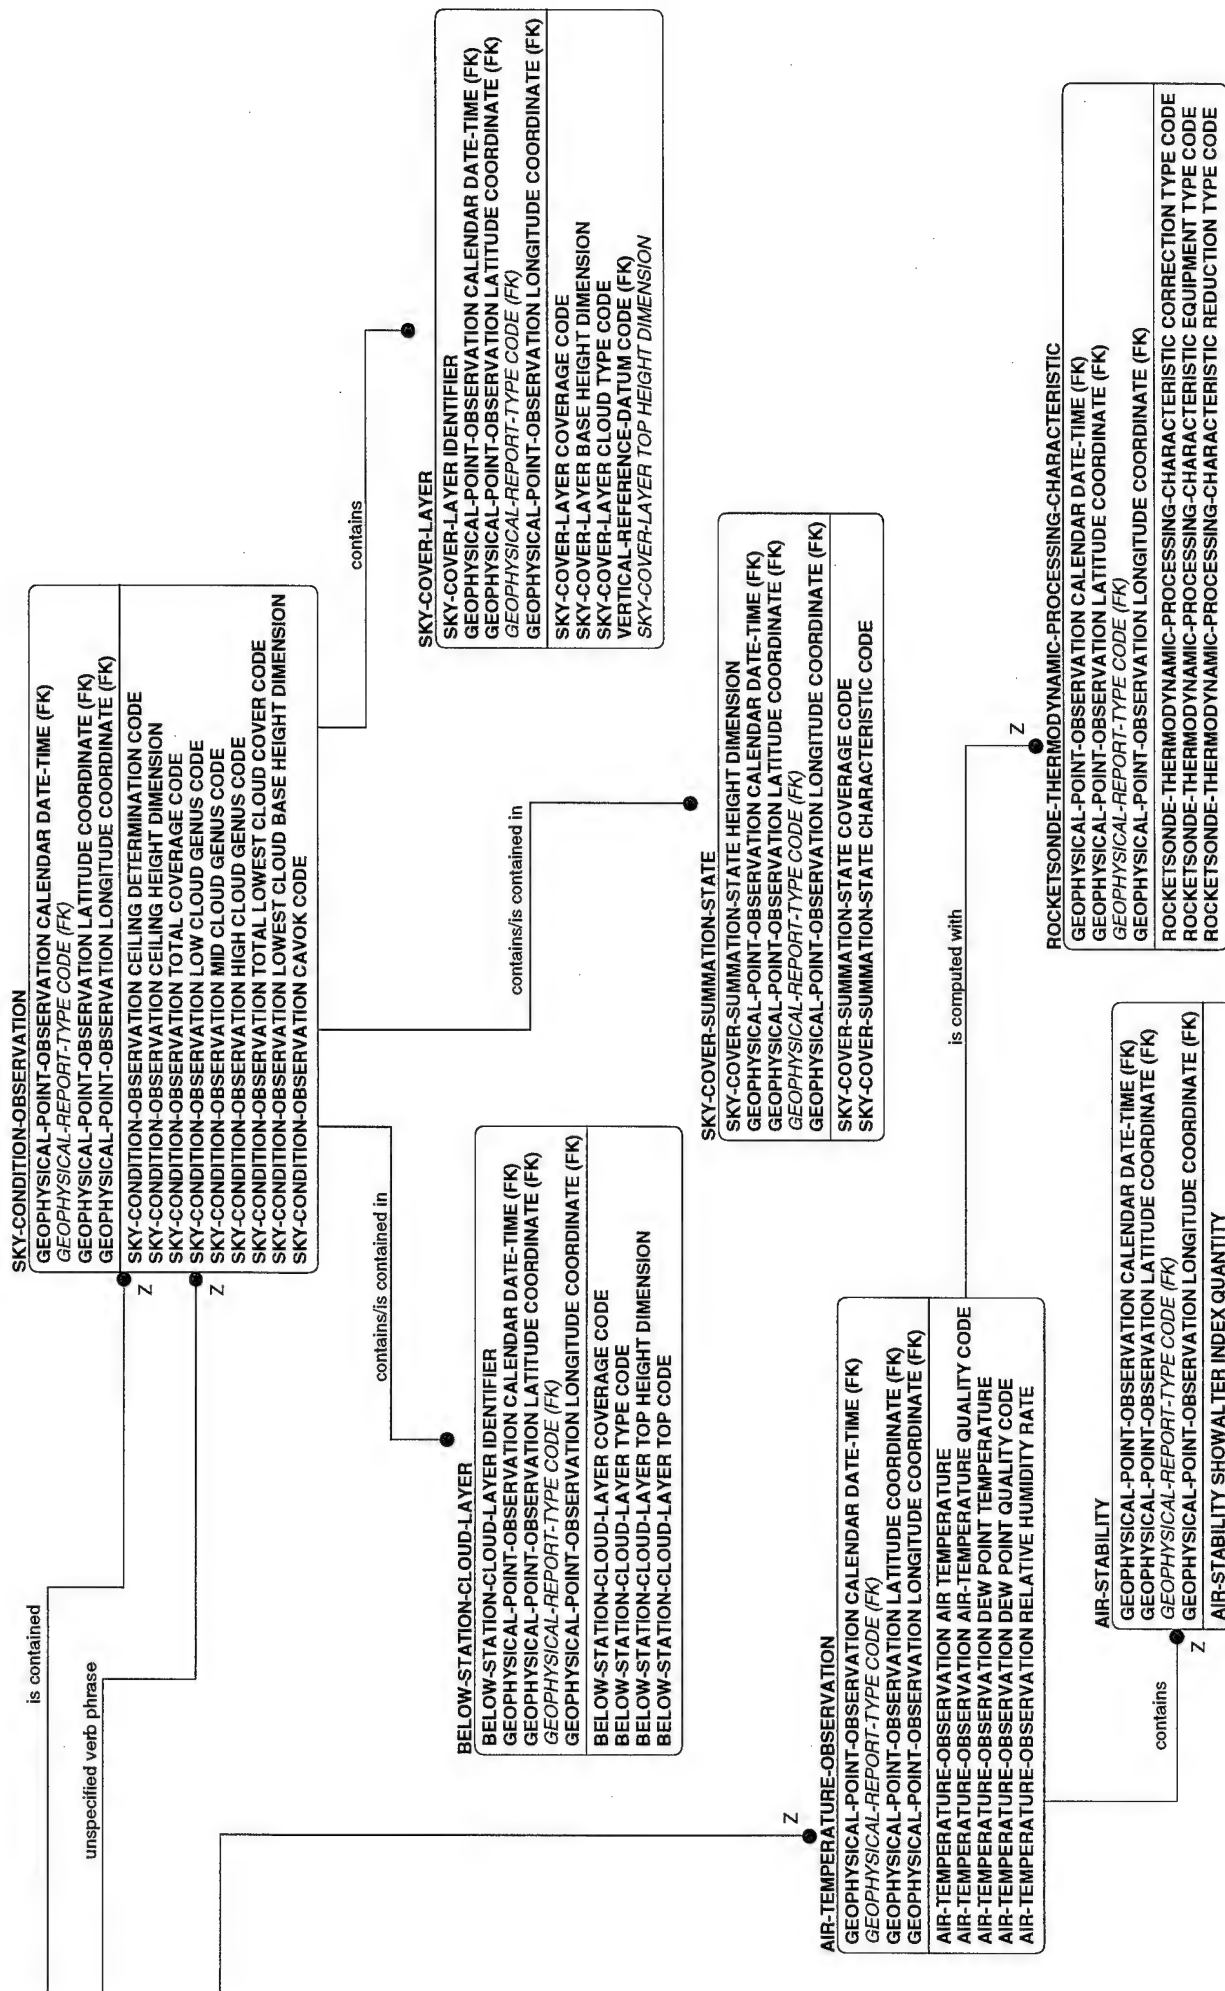 is contained
unspecified verb phrase
SKY-CONDITION-OBSERVATION
GEOPHYSICAL-POINT-OBSERVATION CALENDAR DATE-TIME (FK)
GEOPHYSICAL-REPORT-TYPE CODE (FK)
GEOPHYSICAL-POINT-OBSERVATION LATITUDE COORDINATE (FK)
GEOPHYSICAL-POINT-OBSERVATION LONGITUDE COORDINATE (FK)
SKY-CONDITION-OBSERVATION CEILING DETERMINATION CODE
SKY-CONDITION-OBSERVATION CEILING HEIGHT DIMENSION
SKY-CONDITION-OBSERVATION TOTAL COVERAGE CODE
SKY-CONDITION-OBSERVATION LOW CLOUD GENUS CODE
SKY-CONDITION-OBSERVATION MID CLOUD GENUS CODE
SKY-CONDITION-OBSERVATION HIGH CLOUD GENUS CODE
SKY-CONDITION-OBSERVATION TOTAL LOWEST CLOUD COVER CODE
SKY-CONDITION-OBSERVATION LOWEST CLOUD BASE HEIGHT DIMENSION
SKY-CONDITION-OBSERVATION CAVOK CODE
Z
Z
contains/is contained in
contains/is contained in
contains
BELOW-STATION-CLOUD-LAYER
BELOW-STATION-CLOUD-LAYER IDENTIFIER
GEOPHYSICAL-POINT-OBSERVATION CALENDAR DATE-TIME (FK)
GEOPHYSICAL-POINT-OBSERVATION LATITUDE COORDINATE (FK)
GEOPHYSICAL-REPORT-TYPE CODE (FK)
GEOPHYSICAL-POINT-OBSERVATION LONGITUDE COORDINATE (FK)
BELOW-STATION-CLOUD-LAYER COVERAGE CODE
BELOW-STATION-CLOUD-LAYER TYPE CODE
BELOW-STATION-CLOUD-LAYER TOP HEIGHT DIMENSION
BELOW-STATION-CLOUD-LAYER TOP CODE
SKY-COVER-LAYER
SKY-COVER-LAYER IDENTIFIER
GEOPHYSICAL-POINT-OBSERVATION CALENDAR DATE-TIME (FK)
GEOPHYSICAL-POINT-OBSERVATION LATITUDE COORDINATE (FK)
GEOPHYSICAL-REPORT-TYPE CODE (FK)
GEOPHYSICAL-POINT-OBSERVATION LONGITUDE COORDINATE (FK)
SKY-COVER-LAYER COVERAGE CODE
SKY-COVER-LAYER BASE HEIGHT DIMENSION
SKY-COVER-LAYER CLOUD TYPE CODE
VERTICAL-REFERENCE-DATUM CODE (FK)
SKY-COVER-LAYER TOP HEIGHT DIMENSION
SKY-COVER-SUMMATION-STATE
SKY-COVER-SUMMATION-STATE HEIGHT DIMENSION
GEOPHYSICAL-POINT-OBSERVATION CALENDAR DATE-TIME (FK)
GEOPHYSICAL-POINT-OBSERVATION LATITUDE COORDINATE (FK)
GEOPHYSICAL-REPORT-TYPE CODE (FK)
GEOPHYSICAL-POINT-OBSERVATION LONGITUDE COORDINATE (FK)
SKY-COVER-SUMMATION-STATE COVERAGE CODE
SKY-COVER-SUMMATION-STATE CHARACTERISTIC CODE
Z
AIR-TEMPERATURE-OBSERVATION
GEOPHYSICAL-POINT-OBSERVATION CALENDAR DATE-TIME (FK)
GEOPHYSICAL-REPORT-TYPE CODE (FK)
GEOPHYSICAL-POINT-OBSERVATION LATITUDE COORDINATE (FK)
GEOPHYSICAL-POINT-OBSERVATION LONGITUDE COORDINATE (FK)
AIR-TEMPERATURE-OBSERVATION AIR TEMPERATURE
AIR-TEMPERATURE-OBSERVATION AIR-TEMPERATURE QUALITY CODE
AIR-TEMPERATURE-OBSERVATION DEW POINT TEMPERATURE
AIR-TEMPERATURE-OBSERVATION DEW POINT QUALITY CODE
AIR-TEMPERATURE-OBSERVATION RELATIVE HUMIDITY RATE
is computed with
Z
ROCKETSONDE-THERMODYNAMIC-PROCESSING-CHARACTERISTIC
GEOPHYSICAL-POINT-OBSERVATION CALENDAR DATE-TIME (FK)
GEOPHYSICAL-POINT-OBSERVATION LATITUDE COORDINATE (FK)
GEOPHYSICAL-REPORT-TYPE CODE (FK)
GEOPHYSICAL-POINT-OBSERVATION LONGITUDE COORDINATE (FK)
ROCKETSONDE-THERMODYNAMIC-PROCESSING-CHARACTERISTIC CORRECTION TYPE CODE
ROCKETSONDE-THERMODYNAMIC-PROCESSING-CHARACTERISTIC EQUIPMENT TYPE CODE
ROCKETSONDE-THERMODYNAMIC-PROCESSING-CHARACTERISTIC REDUCTION TYPE CODE
contains
Z
AIR-STABILITY
GEOPHYSICAL-POINT-OBSERVATION CALENDAR DATE-TIME (FK)
GEOPHYSICAL-POINT-OBSERVATION LATITUDE COORDINATE (FK)
GEOPHYSICAL-REPORT-TYPE CODE (FK)
GEOPHYSICAL-POINT-OBSERVATION LONGITUDE COORDINATE (FK)
AIR-STABILITY SHOWALTER INDEX QUANTITY